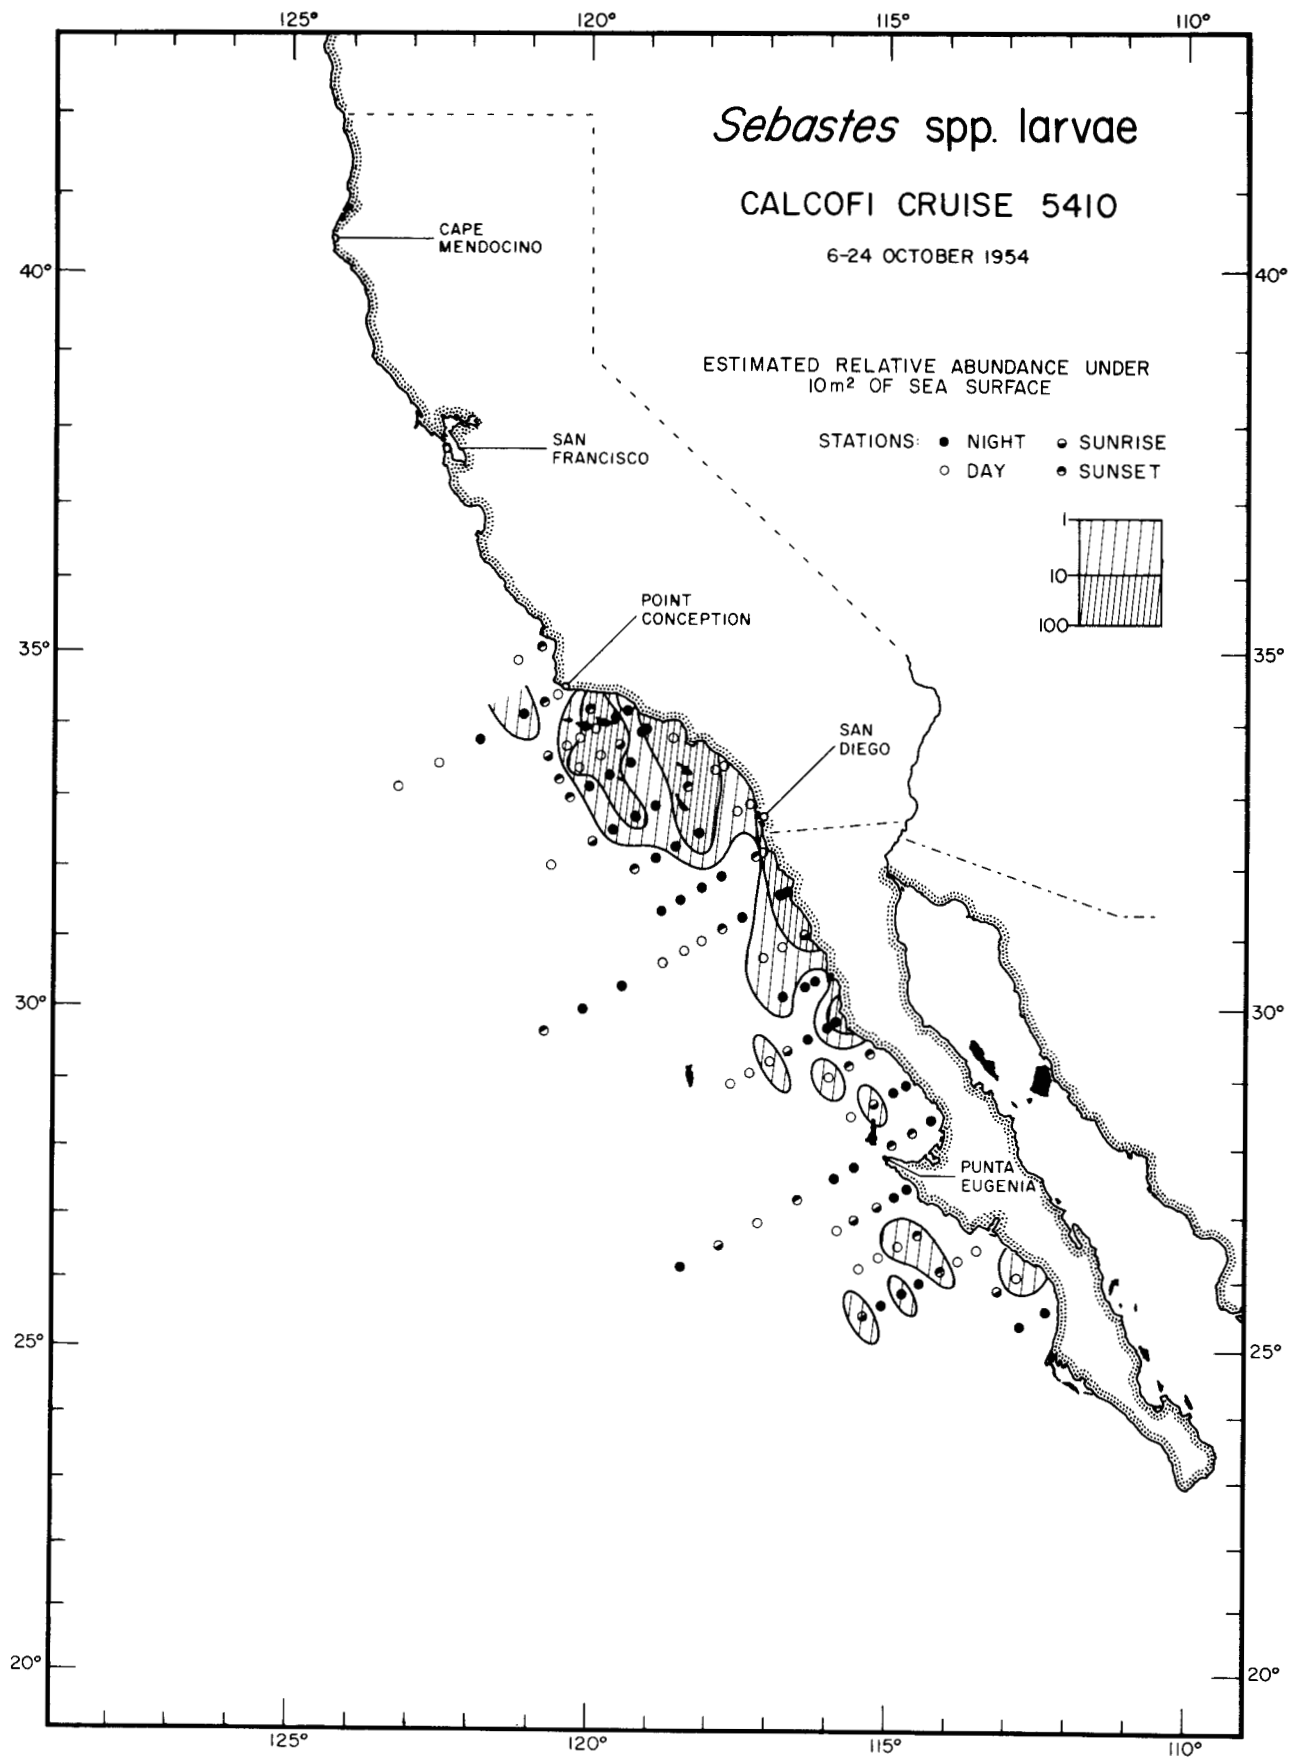 125° 120° 115° 110°
Sebastes spp. larvae
CALCOFI CRUISE 5410
6-24 OCTOBER 1954
CAPE
MENDOCINO
40° 40°
ESTIMATED RELATIVE ABUNDANCE UNDER
10m² OF SEA SURFACE
STATIONS: NIGHT SUNRISE
DAY SUNSET
SAN
FRANCISCO
1
10
100
POINT
CONCEPTION
35° 35°
SAN
DIEGO
30° 30°
PUNTA
EUGENIA
25° 25°
20° 20°
125° 120° 115° 110°